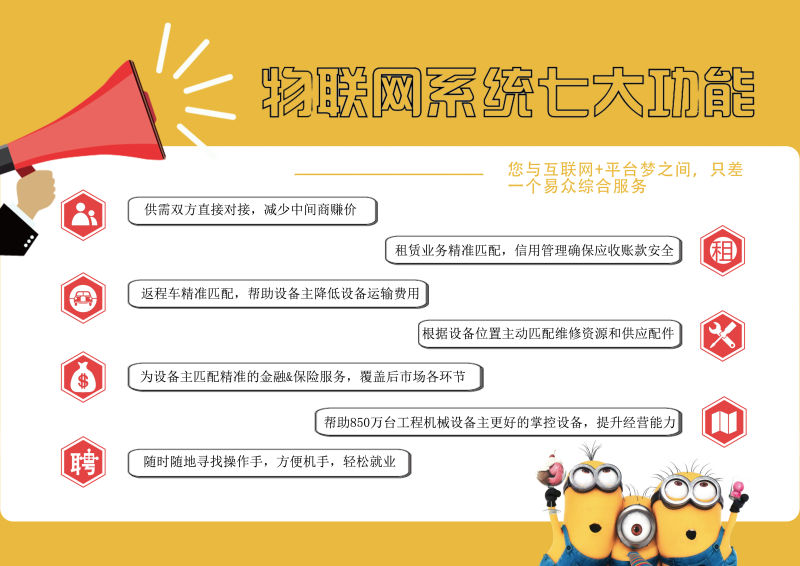 物联网系统七大功能
您与互联网+平台梦之间，只差
一个易众综合服务
供需双方直接对接，减少中间商赚价
租赁业务精准匹配，信用管理确保应收账款安全
租
返程车精准匹配，帮助设备主降低设备运输费用
根据设备位置主动匹配维修资源和供应配件
$
为设备主匹配精准的金融&保险服务，覆盖后市场各环节
帮助850万台工程机械设备主更好的掌控设备，提升经营能力
聘
随时随地寻找操作手，方便机手，轻松就业